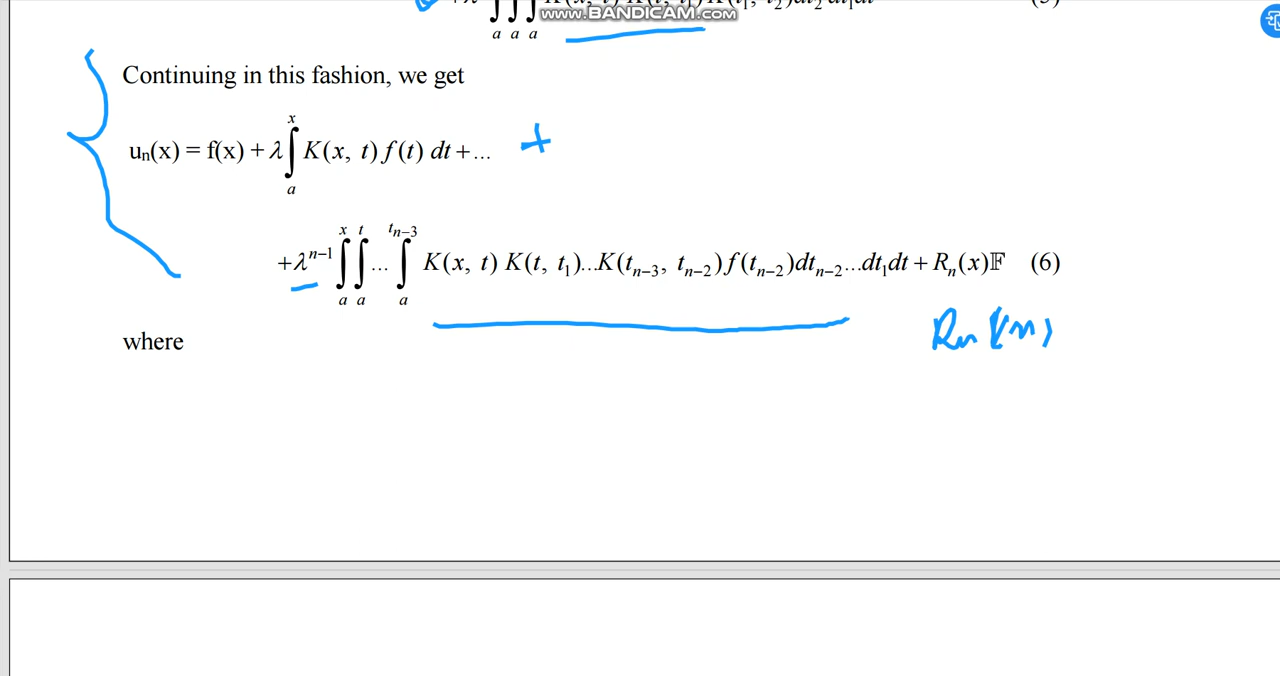 WWW.BANDICAM.COM
a a a
Continuing in this fashion, we get
uₙ(x) = f(x) + λ ∫ₐˣ K(x, t) f(t) dt + ... +
+λⁿ⁻¹ ∫ₐˣ ∫ₐᵗ ... ∫ₐ^{tₙ₋₃} K(x, t) K(t, t₁)...K(tₙ₋₃, tₙ₋₂) f(tₙ₋₂)dtₙ₋₂...dt₁dt + Rₙ(x)𝔽 (6)
where